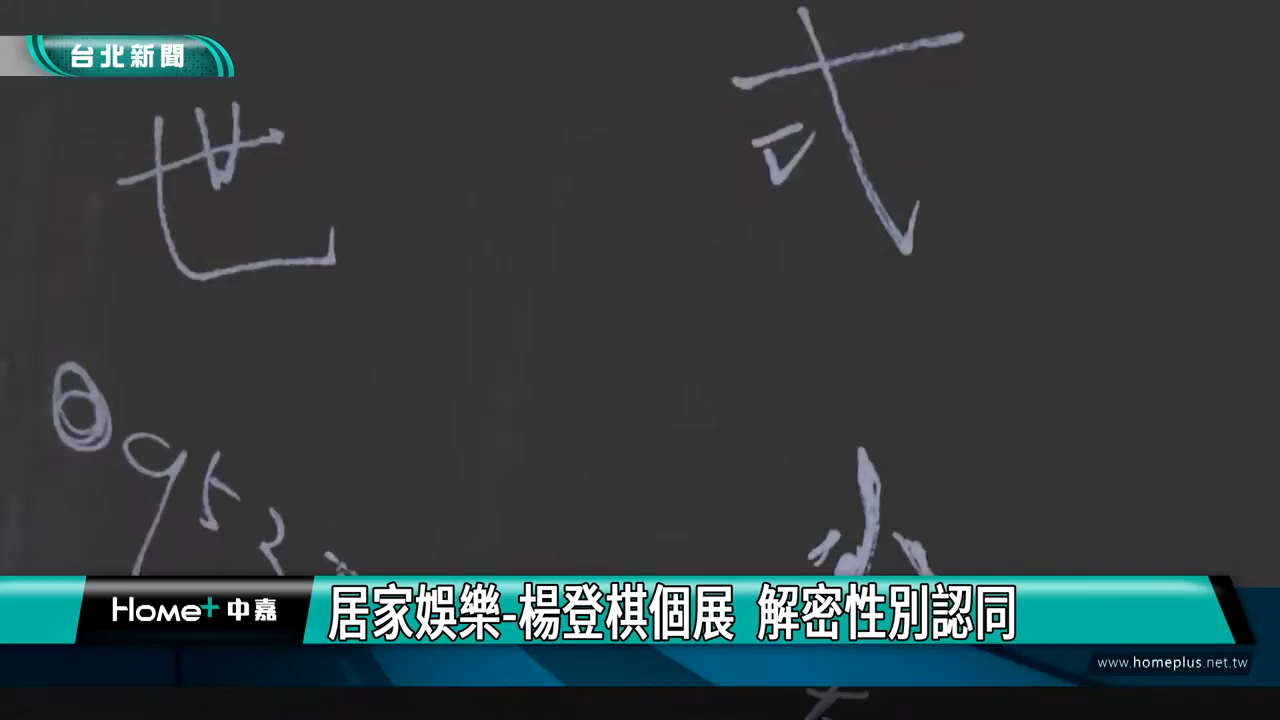 台北新聞
世 式
Home+中嘉
居家娛樂-楊登棋個展 解密性別認同
www.homeplus.net.tw